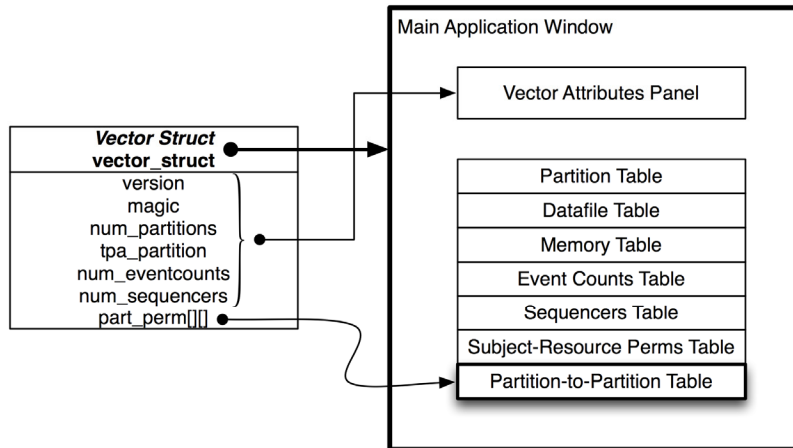 Main Application Window
Vector Attributes Panel
Vector Struct
vector_struct
version
magic
num_partitions
tpa_partition
num_eventcounts
num_sequencers
part_perm[][]
Partition Table
Datafile Table
Memory Table
Event Counts Table
Sequencers Table
Subject-Resource Perms Table
Partition-to-Partition Table